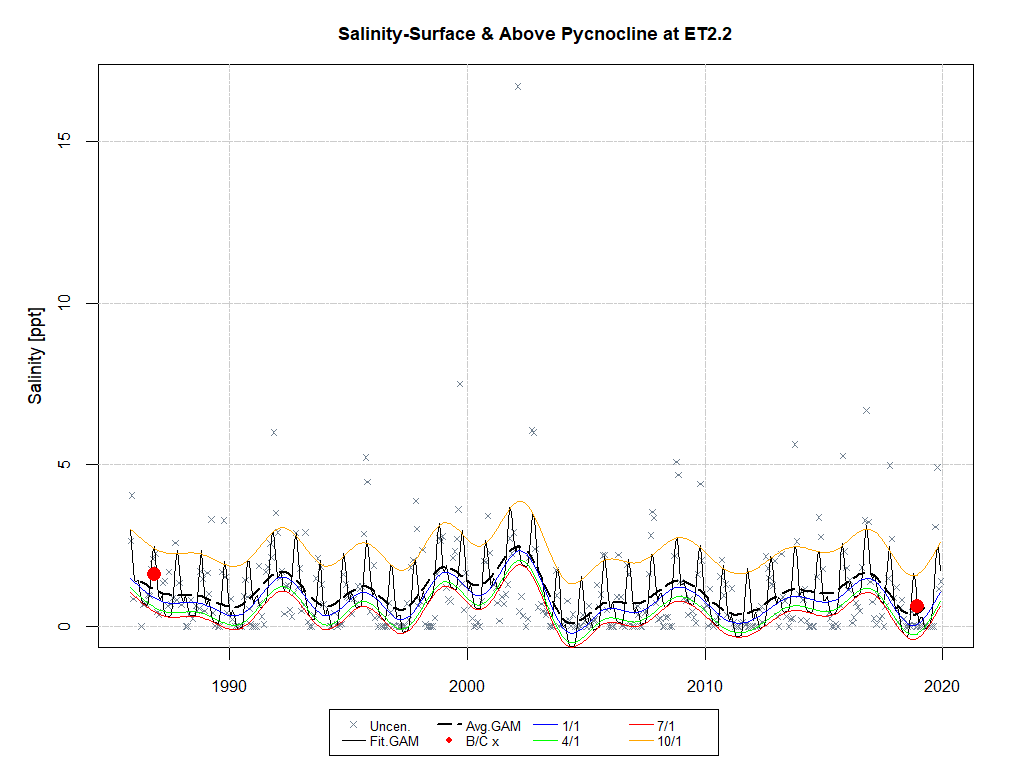 Salinity-Surface & Above Pycnocline at ET2.2
Salinity [ppt]
15
10
5
0
1990 2000 2010 2020
Uncen. Avg.GAM 1/1 7/1
Fit.GAM B/C x 4/1 10/1